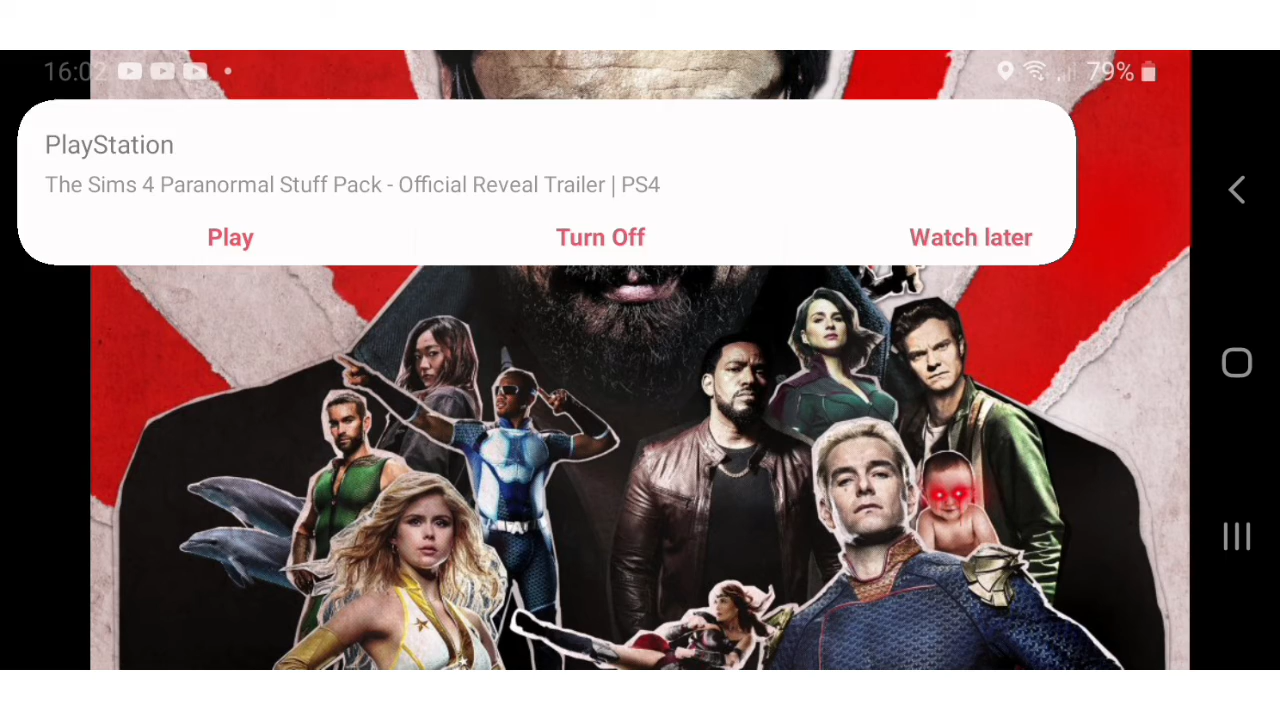 16:02 79%
PlayStation
The Sims 4 Paranormal Stuff Pack - Official Reveal Trailer | PS4
Play Turn Off Watch later